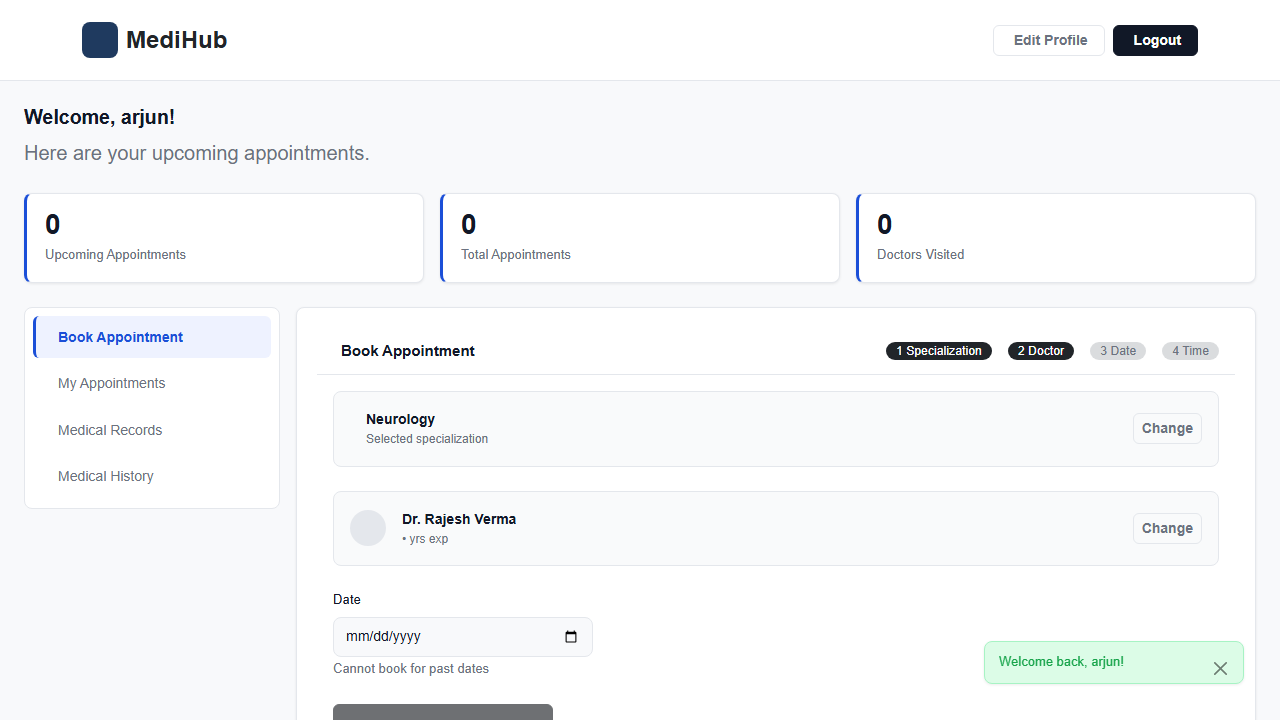 MediHub
Edit Profile
Logout
Welcome, arjun!
Here are your upcoming appointments.
0
Upcoming Appointments
0
Total Appointments
0
Doctors Visited
Book Appointment
My Appointments
Medical Records
Medical History
Book Appointment
1 Specialization
2 Doctor
3 Date
4 Time
Neurology
Selected specialization
Change
Dr. Rajesh Verma
• yrs exp
Change
Date
mm/dd/yyyy
Cannot book for past dates
Welcome back, arjun!